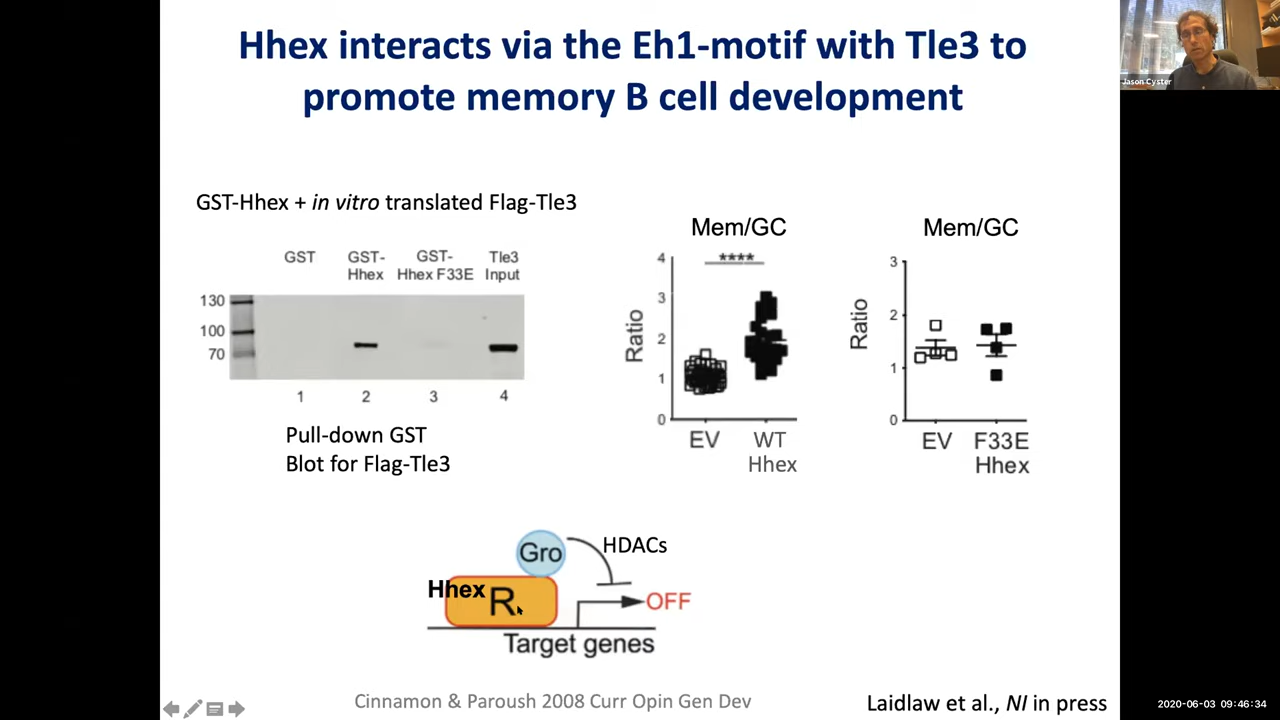 Hhex interacts via the Eh1-motif with Tle3 to
promote memory B cell development
Jason Cyster
GST-Hhex + in vitro translated Flag-Tle3
GST
GST-
Hhex
GST-
Hhex F33E
Tle3
Input
130
100
70
1
2
3
4
Pull-down GST
Blot for Flag-Tle3
Mem/GC
****
4
3
2
1
0
Ratio
EV
WT
Hhex
Mem/GC
3
2
1
0
Ratio
EV
F33E
Hhex
Gro
HDACs
Hhex
R
OFF
Target genes
Cinnamon & Paroush 2008 Curr Opin Gen Dev
Laidlaw et al., NI in press
2020-06-03 09:46:34